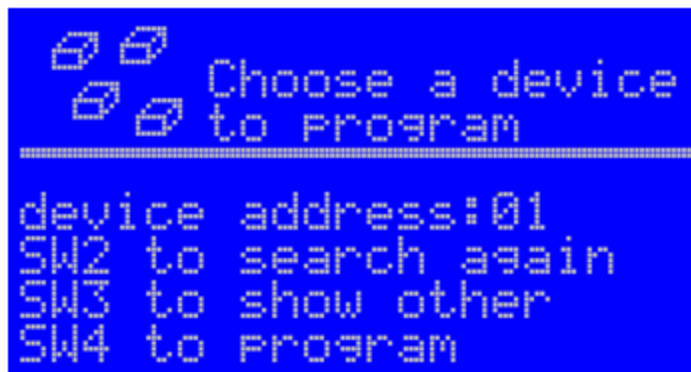 Choose a device
to program
device address:01
SW2 to search again
SW3 to show other
SW4 to program